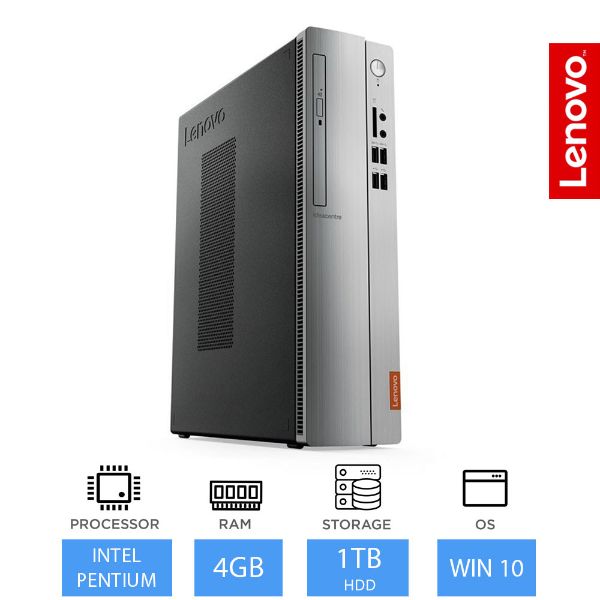 Lenovo
Lenovo
ideacentre
Lenovo
PROCESSOR
RAM
STORAGE
OS
INTEL
PENTIUM
4GB
1TB
HDD
WIN 10